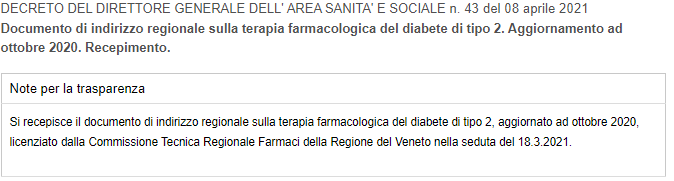 DECRETO DEL DIRETTORE GENERALE DELL' AREA SANITA' E SOCIALE n. 43 del 08 aprile 2021
Documento di indirizzo regionale sulla terapia farmacologica del diabete di tipo 2. Aggiornamento ad
ottobre 2020. Recepimento.
Note per la trasparenza
Si recepisce il documento di indirizzo regionale sulla terapia farmacologica del diabete di tipo 2, aggiornato ad ottobre 2020,
licenziato dalla Commissione Tecnica Regionale Farmaci della Regione del Veneto nella seduta del 18.3.2021.